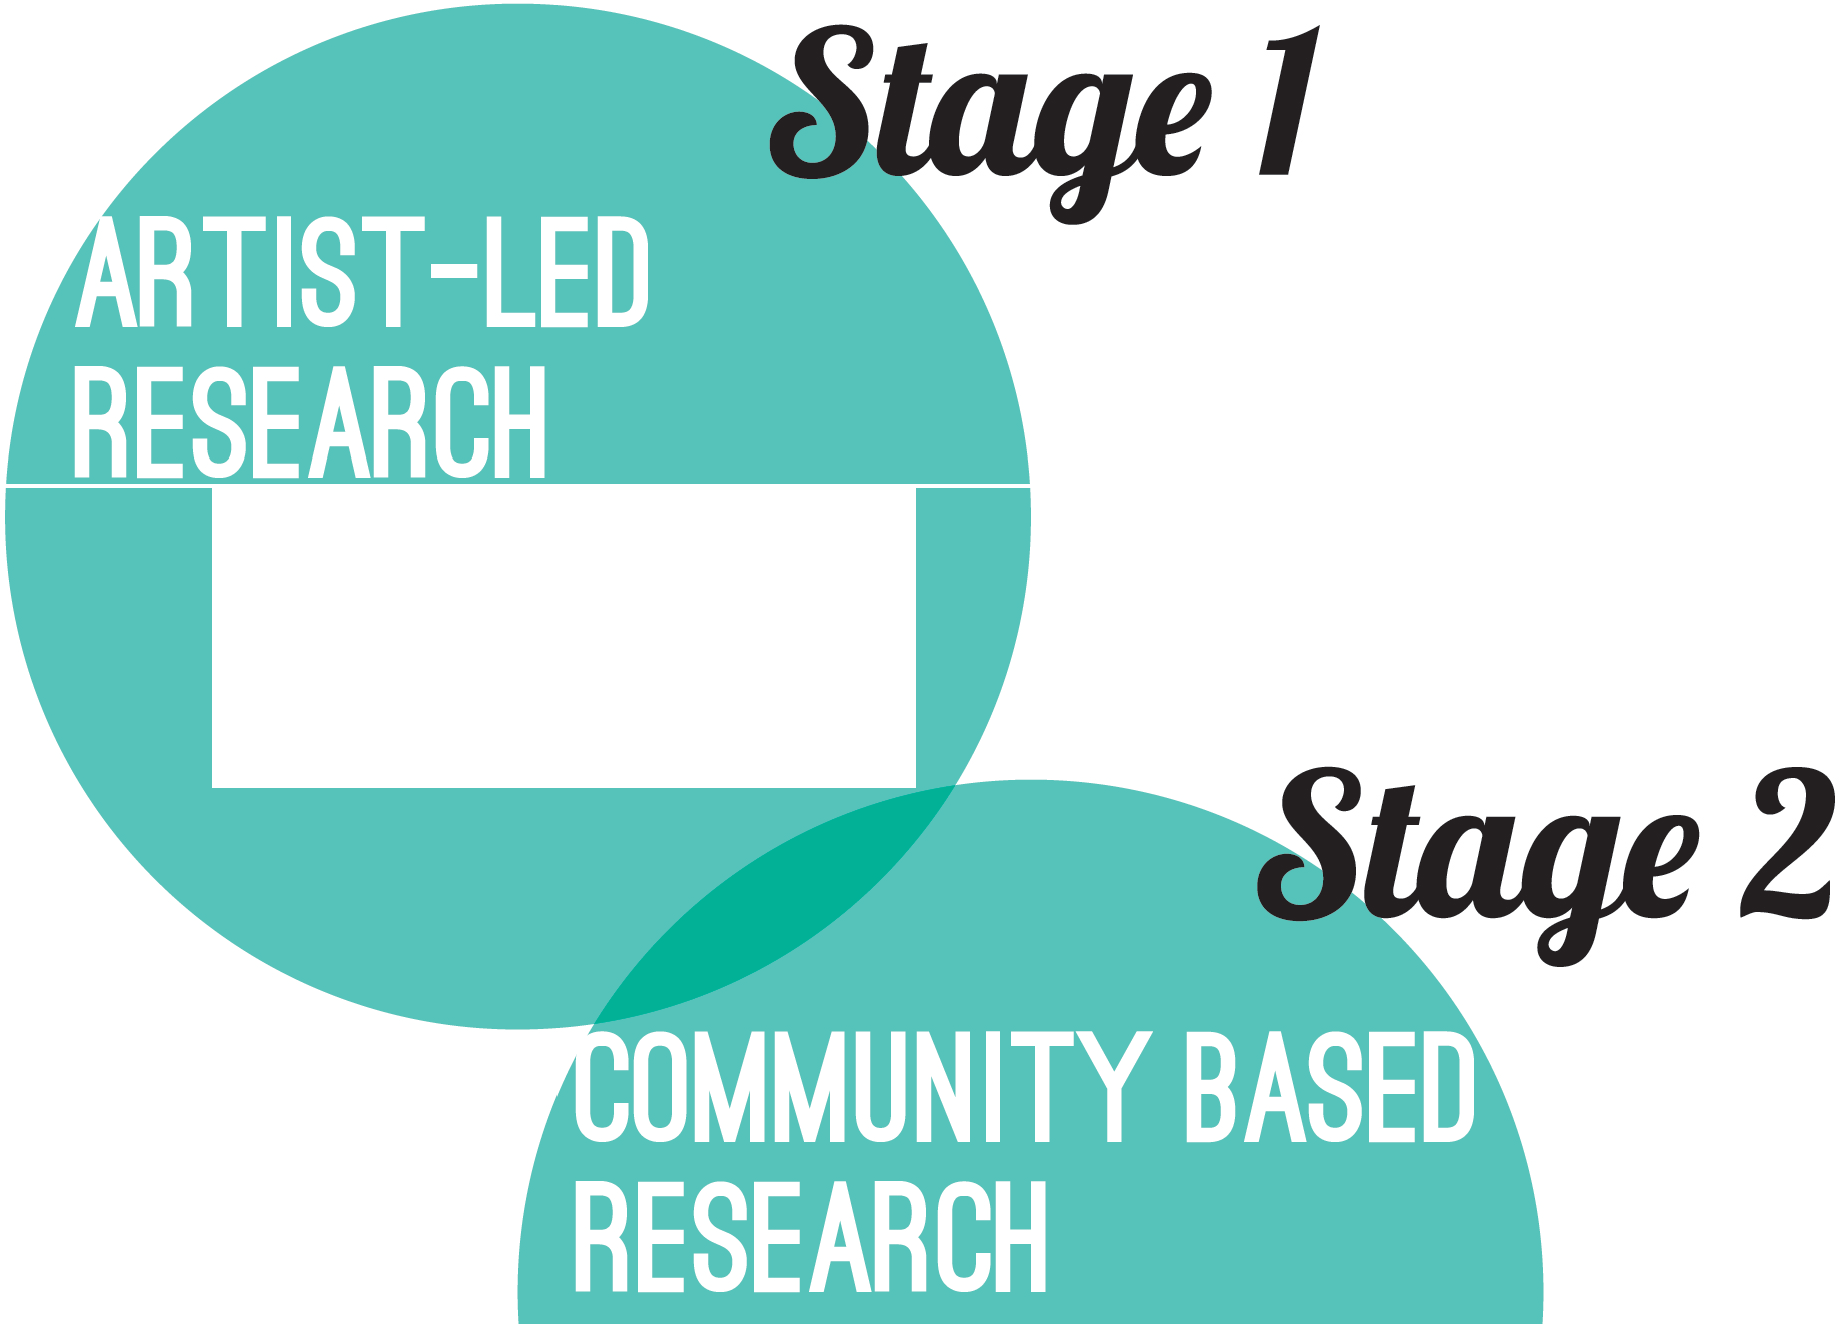 Stage 1
ARTIST-LED
RESEARCH
Stage 2
COMMUNITY BASED
RESEARCH